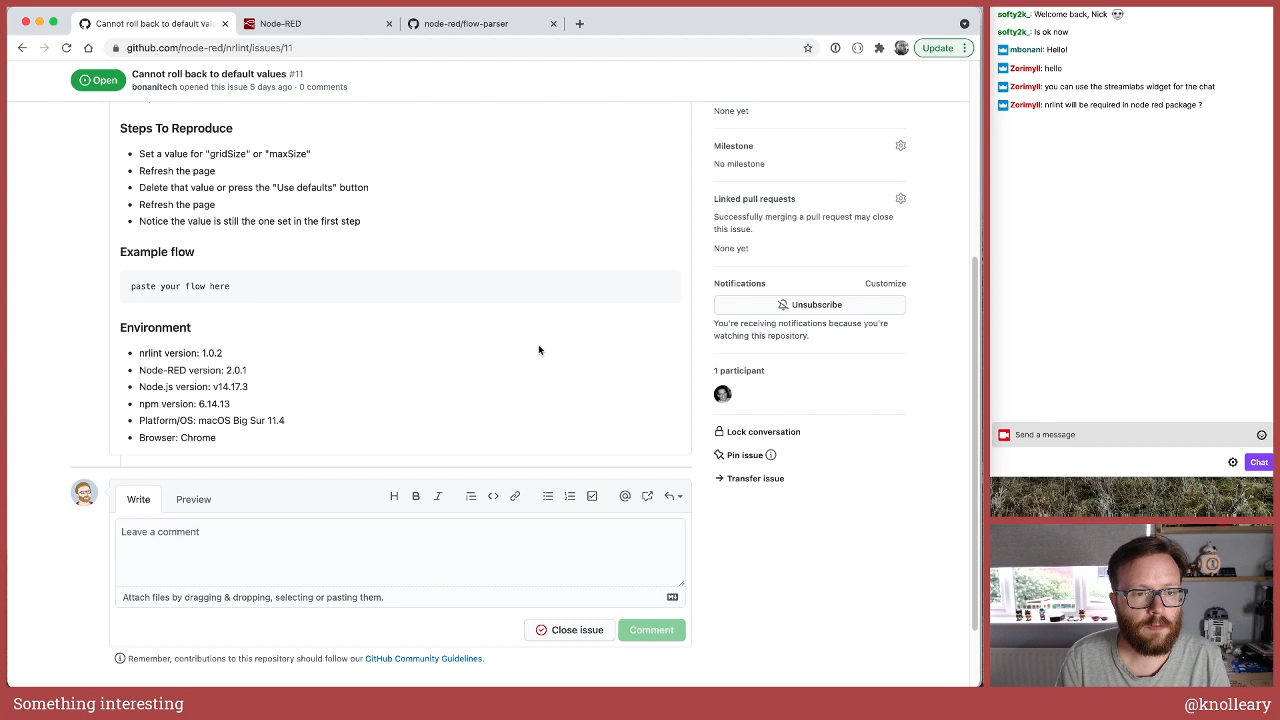 Cannot roll back to default valu
Node-RED
node-red/flow-parser
github.com/node-red/nrlint/issues/11
Update
Open
Cannot roll back to default values #11
bonanitech opened this issue 5 days ago · 0 comments
Steps To Reproduce
• Set a value for "gridSize" or "maxSize"
• Refresh the page
• Delete that value or press the "Use defaults" button
• Refresh the page
• Notice the value is still the one set in the first step
Example flow
paste your flow here
Environment
• nrlint version: 1.0.2
• Node-RED version: 2.0.1
• Node.js version: v14.17.3
• npm version: 6.14.13
• Platform/OS: macOS Big Sur 11.4
• Browser: Chrome
Write
Preview
Leave a comment
Attach files by dragging & dropping, selecting or pasting them.
Close issue
Comment
Remember, contributions to this repository should follow our GitHub Community Guidelines.
None yet
Milestone
No milestone
Linked pull requests
Successfully merging a pull request may close
this issue.
None yet
Notifications
Customize
Unsubscribe
You're receiving notifications because you're
watching this repository.
1 participant
Lock conversation
Pin issue
Transfer issue
softy2k_: Welcome back, Nick
softy2k_: Is ok now
mbonani: Hello!
Zorimyll: hello
Zorimyll: you can use the streamlabs widget for the chat
Zorimyll: nrlint will be required in node red package ?
Send a message
Chat
Something interesting
@knolleary